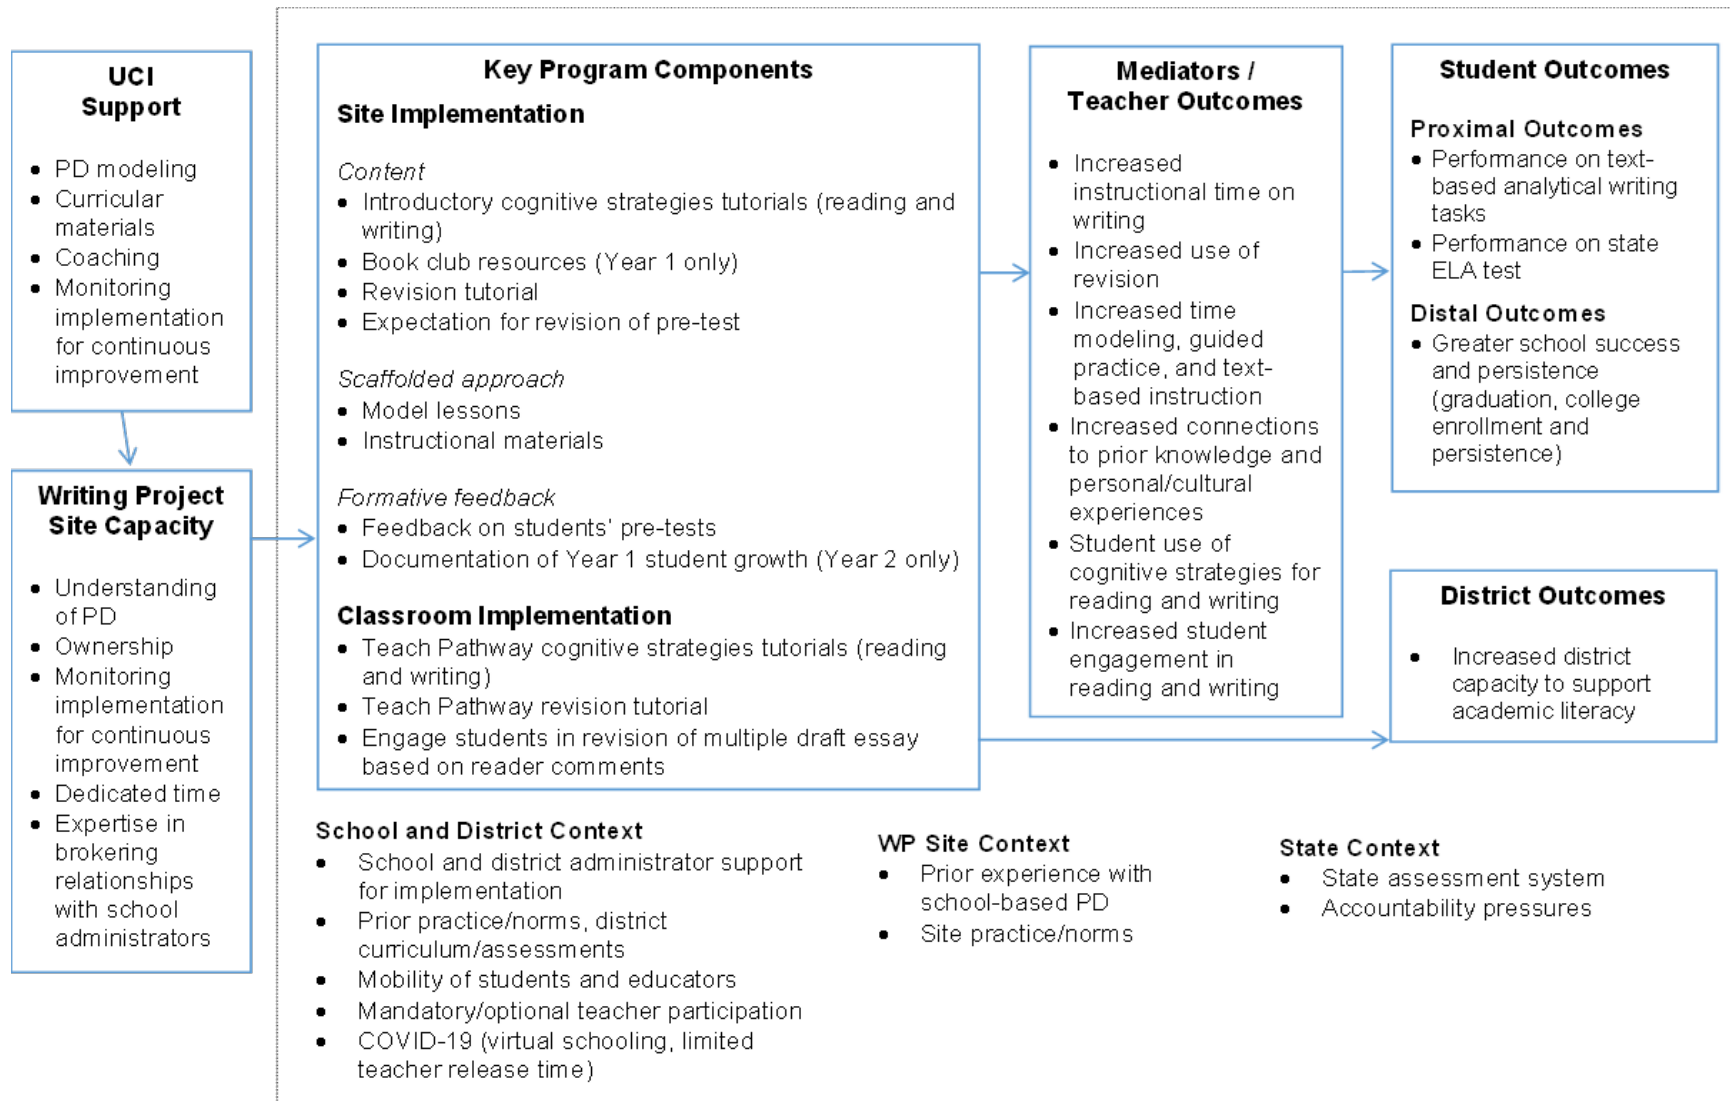 UCI
Support
• PD modeling
• Curricular
materials
• Coaching
• Monitoring
implementation
for continuous
improvement
Writing Project
Site Capacity
• Understanding
of PD
• Ownership
• Monitoring
implementation
for continuous
improvement
• Dedicated time
• Expertise in
brokering
relationships
with school
administrators
Key Program Components
Site Implementation
Content
• Introductory cognitive strategies tutorials (reading and
writing)
• Book club resources (Year 1 only)
• Revision tutorial
• Expectation for revision of pre-test
Scaffolded approach
• Model lessons
• Instructional materials
Formative feedback
• Feedback on students' pre-tests
• Documentation of Year 1 student growth (Year 2 only)
Classroom Implementation
• Teach Pathway cognitive strategies tutorials (reading
and writing)
• Teach Pathway revision tutorial
• Engage students in revision of multiple draft essay
based on reader comments
Mediators /
Teacher Outcomes
• Increased
instructional time on
writing
• Increased use of
revision
• Increased time
modeling, guided
practice, and text-
based instruction
• Increased connections
to prior knowledge and
personal/cultural
experiences
• Student use of
cognitive strategies for
reading and writing
• Increased student
engagement in
reading and writing
Student Outcomes
Proximal Outcomes
• Performance on text-
based analytical writing
tasks
• Performance on state
ELA test
Distal Outcomes
• Greater school success
and persistence
(graduation, college
enrollment and
persistence)
District Outcomes
• Increased district
capacity to support
academic literacy
School and District Context
• School and district administrator support
for implementation
• Prior practice/norms, district
curriculum/assessments
• Mobility of students and educators
• Mandatory/optional teacher participation
• COVID-19 (virtual schooling, limited
teacher release time)
WP Site Context
• Prior experience with
school-based PD
• Site practice/norms
State Context
• State assessment system
• Accountability pressures